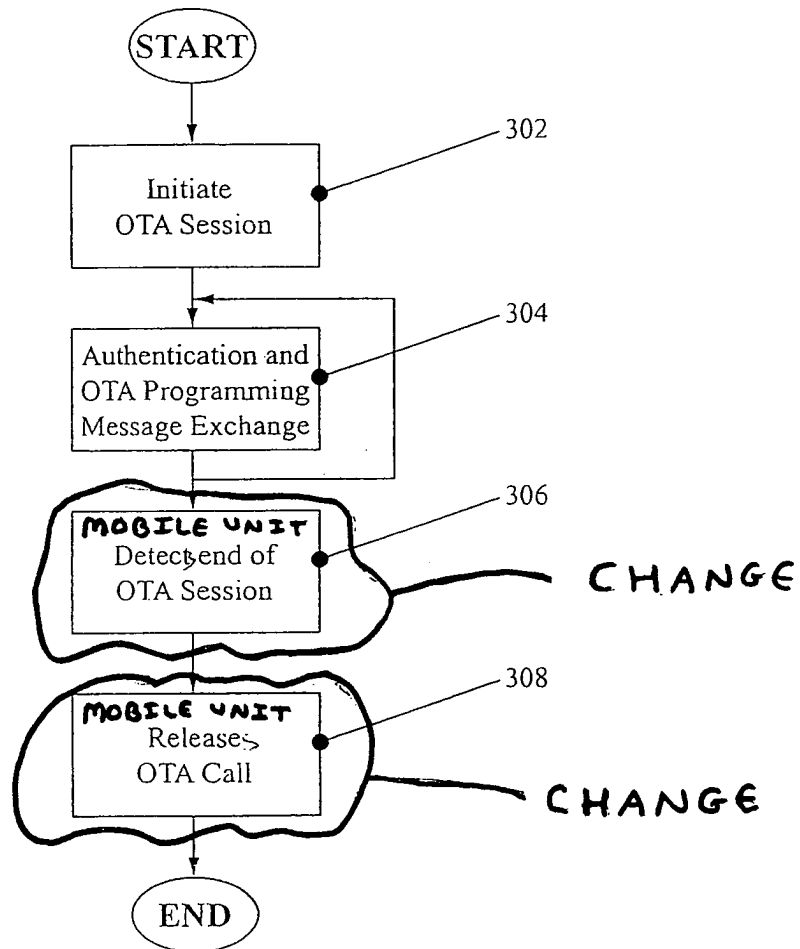 START
302
Initiate
OTA Session
304
Authentication and
OTA Programming
Message Exchange
306
MOBILE UNIT
Detects end of
OTA Session
CHANGE
308
MOBILE UNIT
Releases
OTA Call
CHANGE
END